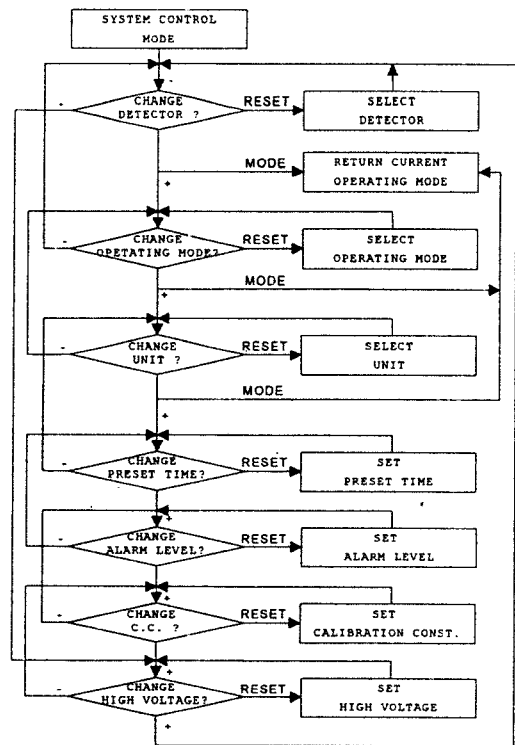 SYSTEM CONTROL
MODE
-
CHANGE
DETECTOR ?
-
RESET
SELECT
DETECTOR
MODE
RETURN CURRENT
OPERATING MODE
+
CHANGE
OPETATING MODE?
-
RESET
SELECT
OPERATING MODE
MODE
+
CHANGE
UNIT ?
-
RESET
SELECT
UNIT
MODE
+
CHANGE
PRESET TIME?
-
RESET
SET
PRESET TIME
+
CHANGE
ALARM LEVEL?
-
RESET
SET
ALARM LEVEL
+
CHANGE
C.C. ?
-
RESET
SET
CALIBRATION CONST.
+
CHANGE
HIGH VOLTAGE?
-
RESET
SET
HIGH VOLTAGE
+